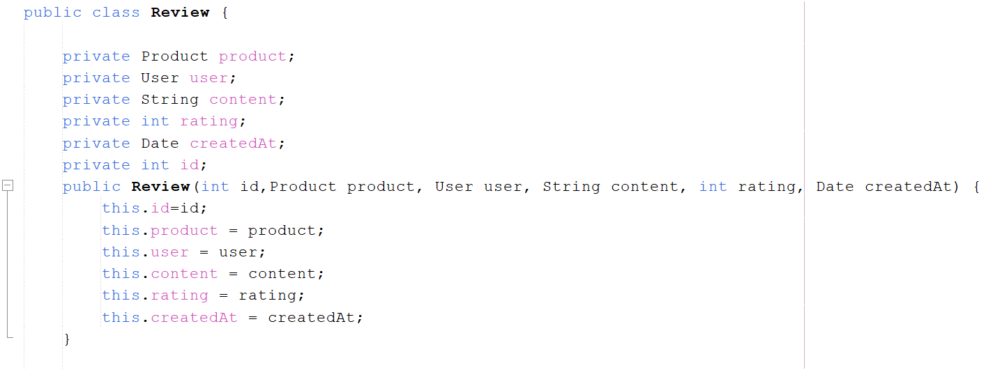 public class Review {
private Product product;
private User user;
private String content;
private int rating;
private Date createdAt;
private int id;
public Review(int id,Product product, User user, String content, int rating, Date createdAt) {
this.id=id;
this.product = product;
this.user = user;
this.content = content;
this.rating = rating;
this.createdAt = createdAt;
}